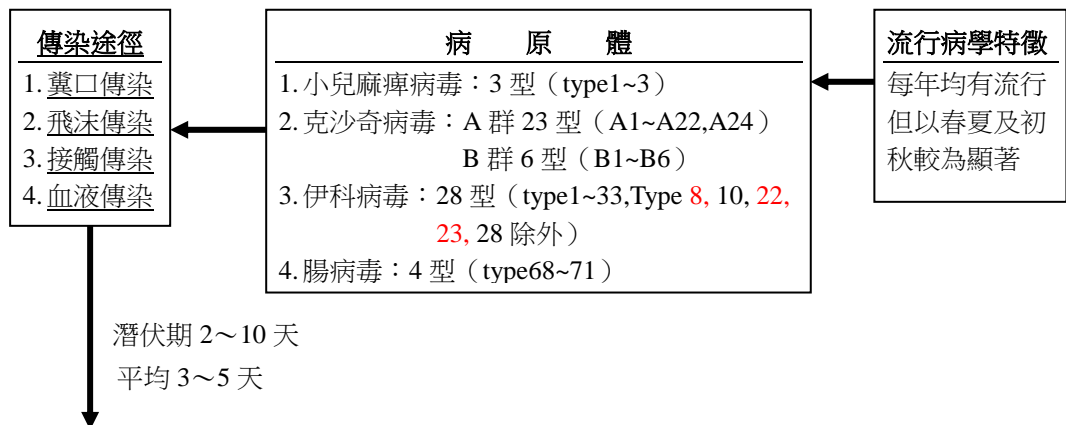 傳染途徑
1. 糞口傳染
2. 飛沫傳染
3. 接觸傳染
4. 血液傳染
病 原 體
1. 小兒麻痺病毒：3 型（type1~3）
2. 克沙奇病毒：A 群 23 型（A1~A22,A24）
B 群 6 型（B1~B6）
3. 伊科病毒：28 型（type1~33,Type 8, 10, 22,
23, 28 除外）
4. 腸病毒：4 型（type68~71）
流行病學特徵
每年均有流行
但以春夏及初
秋較為顯著
潛伏期 2～10 天
平均 3～5 天